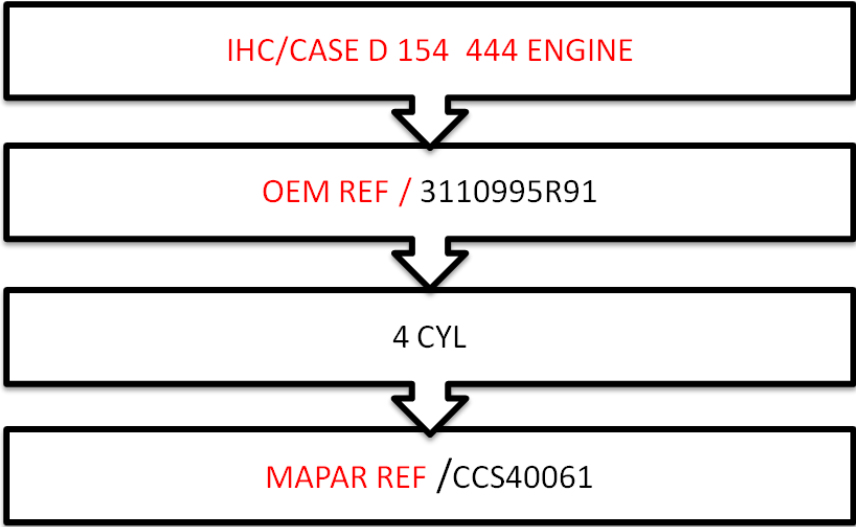 IHC/CASE D 154  444 ENGINE
OEM REF / 3110995R91
4 CYL
MAPAR REF /CCS40061